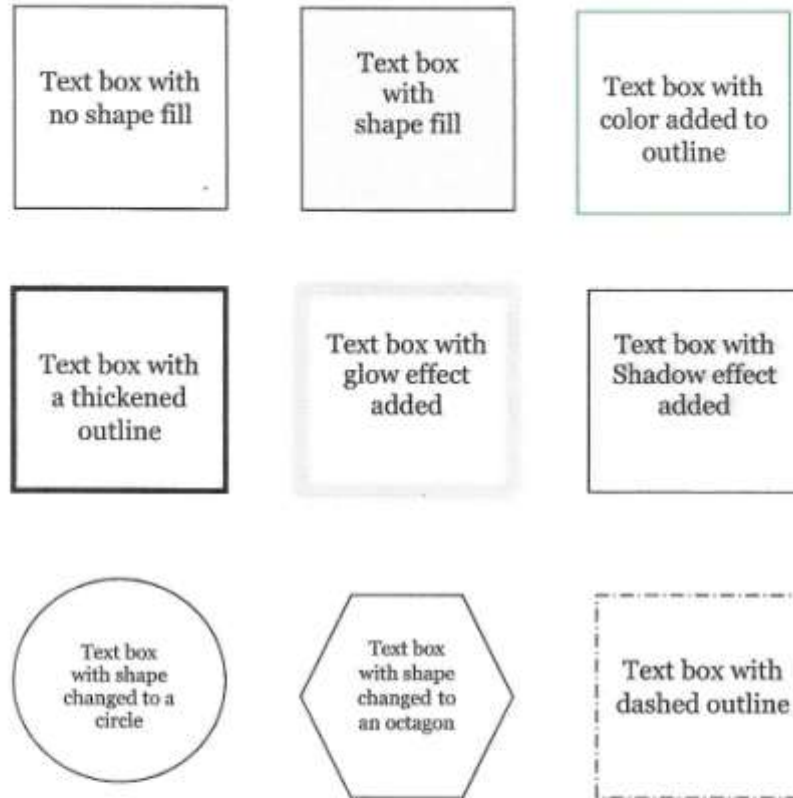 Text box with
no shape fill
Text box
with
shape fill
Text box with
color added to
outline
Text box with
a thickened
outline
Text box with
glow effect
added
Text box with
Shadow effect
added
Text box
with shape
changed to a
circle
Text box
with shape
changed to
an octagon
Text box with
dashed outline